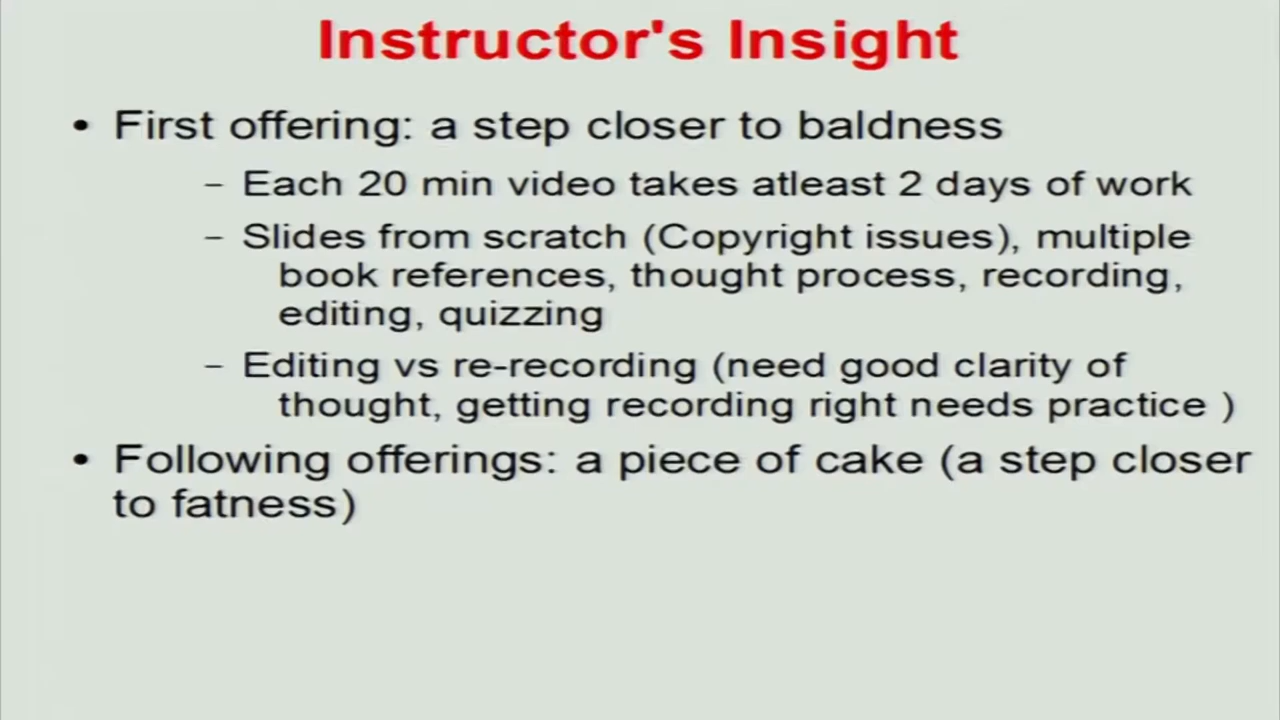 Instructor's Insight
• First offering: a step closer to baldness
– Each 20 min video takes atleast 2 days of work
– Slides from scratch (Copyright issues), multiple
book references, thought process, recording,
editing, quizzing
– Editing vs re-recording (need good clarity of
thought, getting recording right needs practice )
• Following offerings: a piece of cake (a step closer
to fatness)